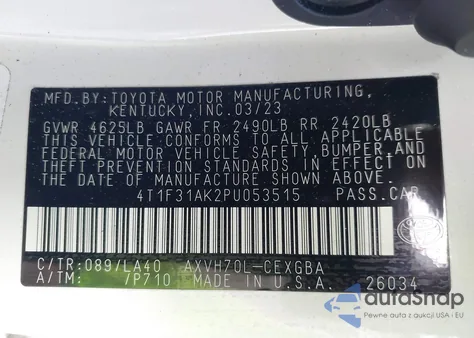 MFD.BY:TOYOTA MOTOR MANUFACTURING,
KENTUCKY,INC.03/23
GVWR 4625LB GAWR FR 2490LB RR 2420LB
THIS VEHICLE CONFORMS TO ALL APPLICABLE
FEDERAL MOTOR VEHICLE SAFETY,BUMPER,AND
THEFT PREVENTION STANDARDS IN EFFECT ON
THE DATE OF MANUFACTURE SHOWN ABOVE.
4T1F31AK2PU053515 PASS.CAR
C/TR:089/LA40 AXVH70L-CEXGBA
A/TM: /P710 MADE IN U.S.A. 26034
autoSnap
Pewne auta z aukcji USA i EU